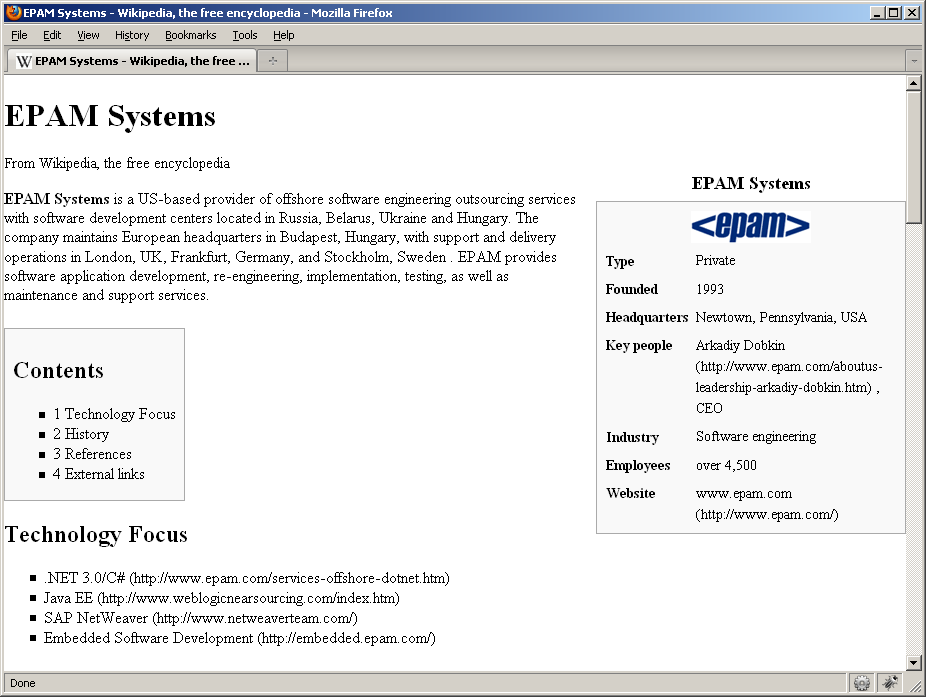 EPAM Systems - Wikipedia, the free encyclopedia - Mozilla Firefox
File Edit View History Bookmarks Tools Help
W EPAM Systems - Wikipedia, the free ...
EPAM Systems
From Wikipedia, the free encyclopedia
EPAM Systems is a US-based provider of offshore software engineering outsourcing services
with software development centers located in Russia, Belarus, Ukraine and Hungary. The
company maintains European headquarters in Budapest, Hungary, with support and delivery
operations in London, UK, Frankfurt, Germany, and Stockholm, Sweden . EPAM provides
software application development, re-engineering, implementation, testing, as well as
maintenance and support services.
EPAM Systems
<epam>
Type Private
Founded 1993
Headquarters Newtown, Pennsylvania, USA
Key people Arkadiy Dobkin
(http://www.epam.com/aboutus-
leadership-arkadiy-dobkin.htm) ,
CEO
Industry Software engineering
Employees over 4,500
Website www.epam.com
(http://www.epam.com/)
Contents
1 Technology Focus
2 History
3 References
4 External links
Technology Focus
.NET 3.0/C# (http://www.epam.com/services-offshore-dotnet.htm)
Java EE (http://www.weblogicnearsourcing.com/index.htm)
SAP NetWeaver (http://www.netweaverteam.com/)
Embedded Software Development (http://embedded.epam.com/)
Done